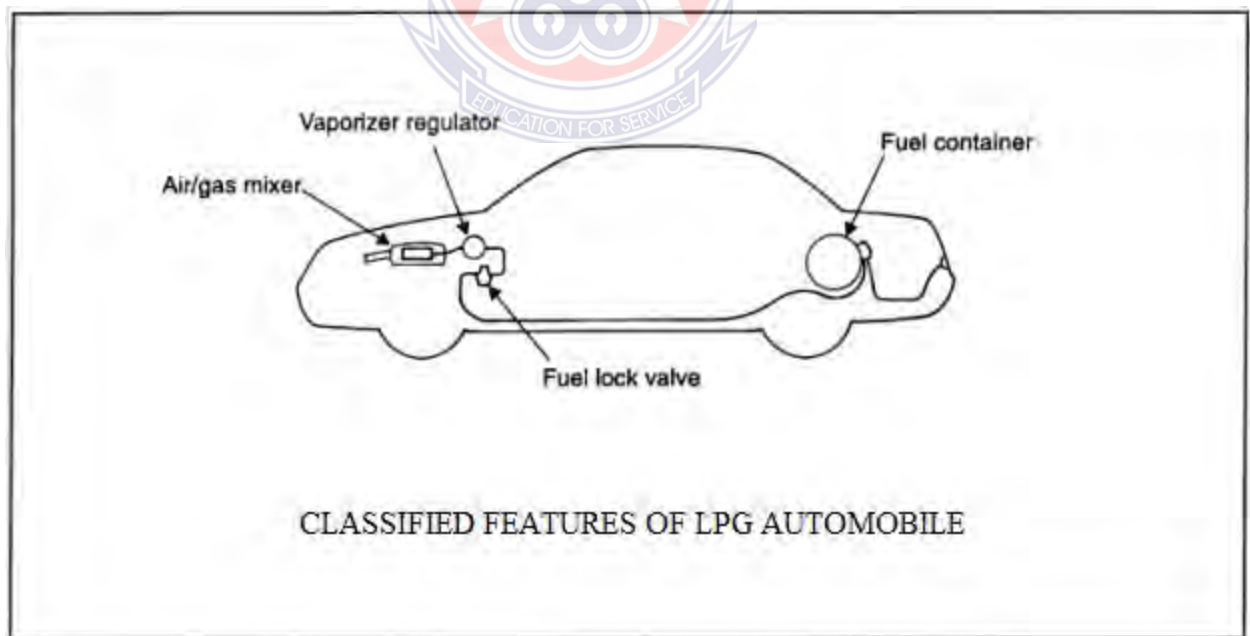 EDUCATION FOR SERVICE
Vaporizer regulator
Fuel container
Air/gas mixer
Fuel lock valve
CLASSIFIED FEATURES OF LPG AUTOMOBILE